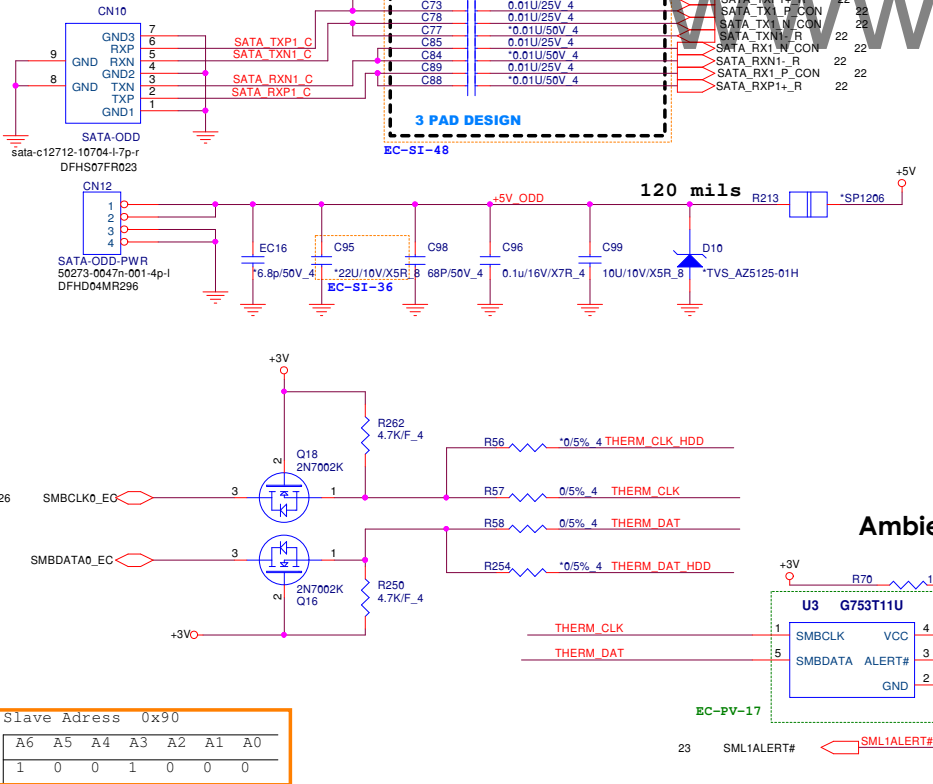 CN10
C73 0.01U/25V_4
C78 0.01U/25V_4 SATA_TX1_P_CON 22
C77 *0.01U/50V_4 SATA_TX1_N_CON 22
C85 0.01U/25V_4 SATA_TXN1-_R 22
C84 *0.01U/50V_4 SATA_RX1_N_CON 22
C89 0.01U/25V_4 SATA_RXN1-_R 22
C88 *0.01U/50V_4 SATA_RX1_P_CON 22
SATA_RXP1+_R 22
WWW
GND3 7
RXP 6 SATA_TXP1_C
9 GND RXN 5 SATA_TXN1_C
GND2 4
8 GND TXN 3 SATA_RXN1_C
TXP 2 SATA_RXP1_C
GND1 1
3 PAD DESIGN
SATA-ODD
EC-SI-48
sata-c12712-10704-l-7p-r
DFHS07FR023
+5V
CN12
120 mils R213 *SP1206
+5V_ODD
1
2
3
4
EC16 C95 C98 C96 C99 D10
SATA-ODD-PWR
50273-0047n-001-4p-l
DFHD04MR296
*6.8p/50V_4 *22U/10V/X5R_8 68P/50V_4 0.1u/16V/X7R_4 10U/10V/X5R_8 *TVS_AZ5125-01H
EC-SI-36
+3V
R262
4.7K/F_4
R56 *0/5%_4 THERM_CLK_HDD
2
Q18
2N7002K
26 SMBCLK0_EC 3 1 R57 0/5%_4 THERM_CLK
R58 0/5%_4 THERM_DAT
Ambie
SMBDATA0_EC 3 1 R254 *0/5%_4 THERM_DAT_HDD
2
2N7002K
Q16
R250
4.7K/F_4
+3V
+3V
R70 1
U3 G753T11U
THERM_CLK 1 SMBCLK VCC 4
THERM_DAT 5 SMBDATA ALERT# 3
GND 2
EC-PV-17
23 SML1ALERT# SML1ALERT#
Slave Adress 0x90
A6 A5 A4 A3 A2 A1 A0
1 0 0 1 0 0 0